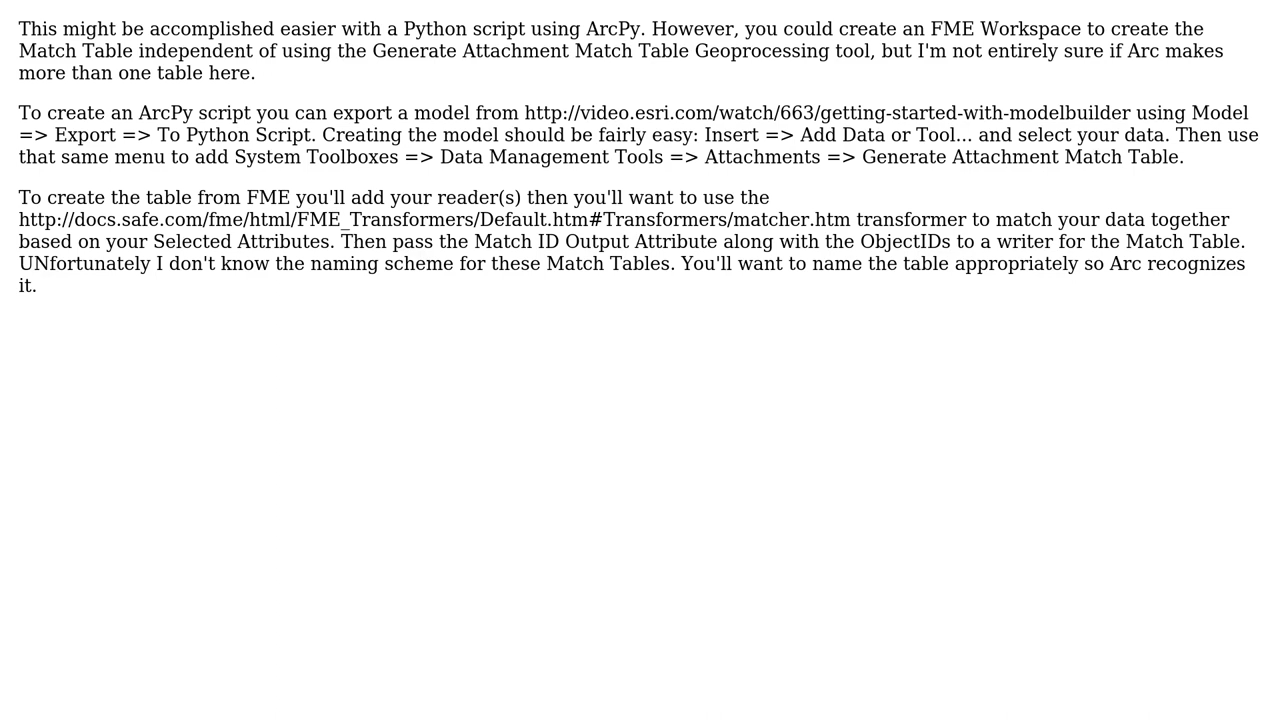 This might be accomplished easier with a Python script using ArcPy. However, you could create an FME Workspace to create the
Match Table independent of using the Generate Attachment Match Table Geoprocessing tool, but I'm not entirely sure if Arc makes
more than one table here.
To create an ArcPy script you can export a model from http://video.esri.com/watch/663/getting-started-with-modelbuilder using Model
=> Export => To Python Script. Creating the model should be fairly easy: Insert => Add Data or Tool... and select your data. Then use
that same menu to add System Toolboxes => Data Management Tools => Attachments => Generate Attachment Match Table.
To create the table from FME you'll add your reader(s) then you'll want to use the
http://docs.safe.com/fme/html/FME_Transformers/Default.htm#Transformers/matcher.htm transformer to match your data together
based on your Selected Attributes. Then pass the Match ID Output Attribute along with the ObjectIDs to a writer for the Match Table.
UNfortunately I don't know the naming scheme for these Match Tables. You'll want to name the table appropriately so Arc recognizes
it.